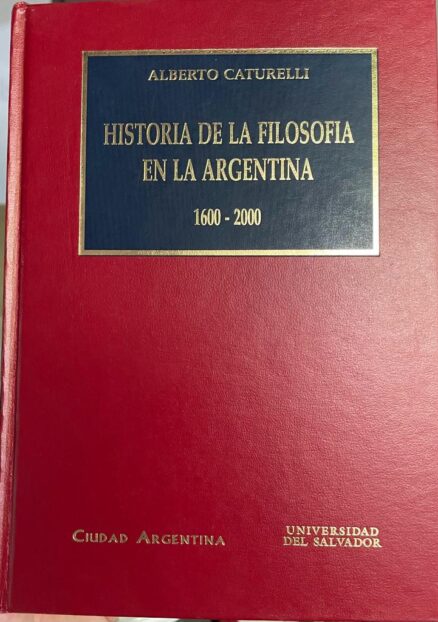 ALBERTO CATURELLI
HISTORIA DE LA FILOSOFIA
EN LA ARGENTINA
1600 - 2000
CIUDAD ARGENTINA
UNIVERSIDAD
DEL SALVADOR